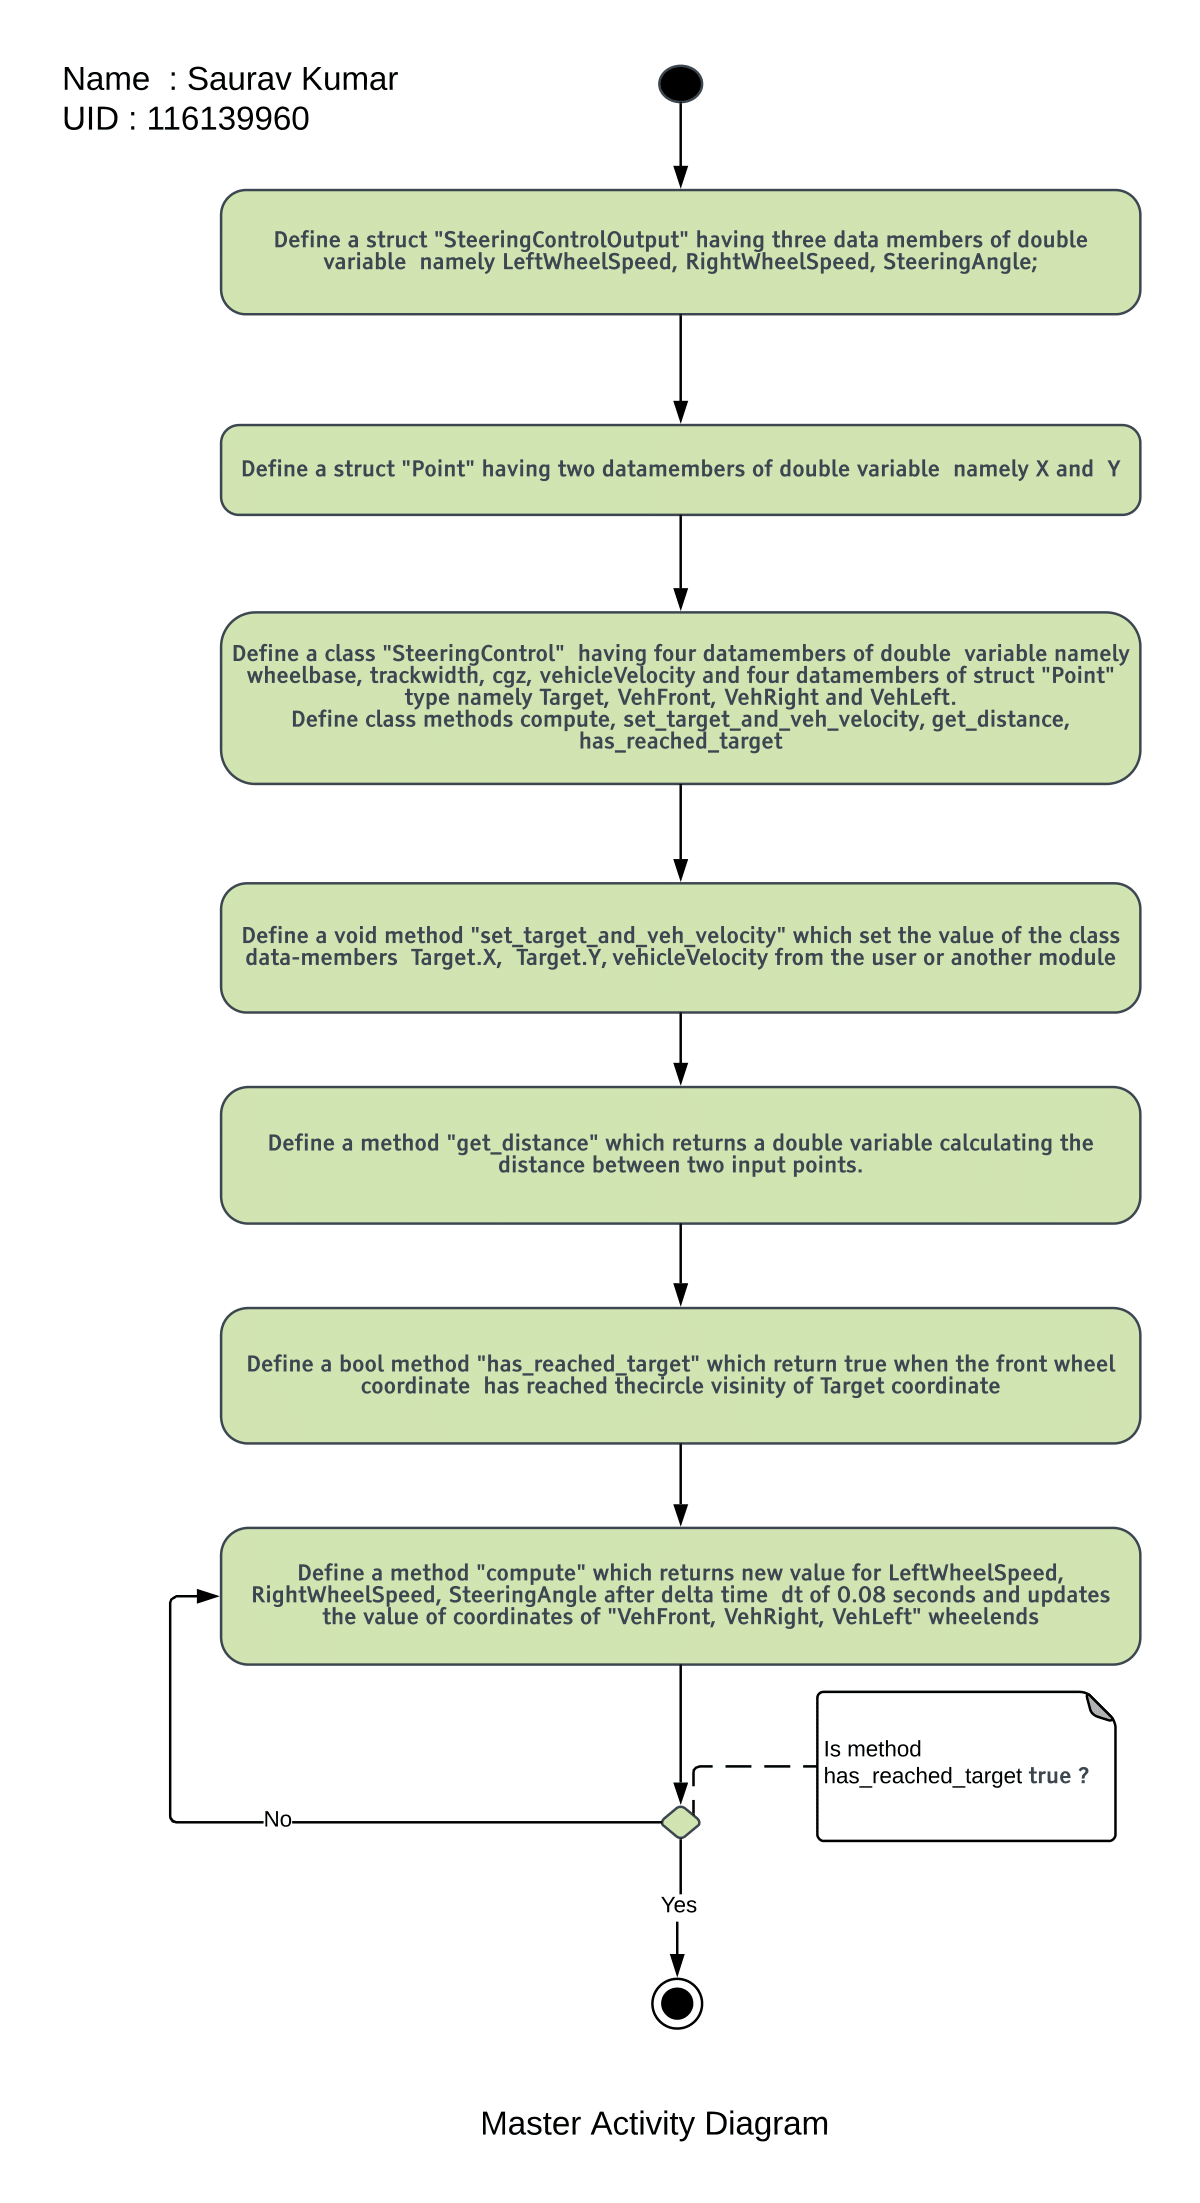 Name  : Saurav Kumar
UID : 116139960
Define a struct "SteeringControlOutput" having three data members of double
variable  namely LeftWheelSpeed, RightWheelSpeed, SteeringAngle;
Define a struct "Point" having two datamembers of double variable  namely X and  Y
Define a class "SteeringControl"  having four datamembers of double  variable namely
wheelbase, trackwidth, cgz, vehicleVelocity and four datamembers of struct "Point"
type namely Target, VehFront, VehRight and VehLeft.
Define class methods compute, set_target_and_veh_velocity, get_distance,
has_reached_target
Define a void method "set_target_and_veh_velocity" which set the value of the class
data-members  Target.X,  Target.Y, vehicleVelocity from the user or another module
Define a method "get_distance" which returns a double variable calculating the
distance between two input points.
Define a bool method "has_reached_target" which return true when the front wheel
coordinate  has reached thecircle visinity of Target coordinate
Define a method "compute" which returns new value for LeftWheelSpeed,
RightWheelSpeed, SteeringAngle after delta time  dt of 0.08 seconds and updates
the value of coordinates of "VehFront, VehRight, VehLeft" wheelends
Is method
has_reached_target true ?
No
Yes
Master Activity Diagram